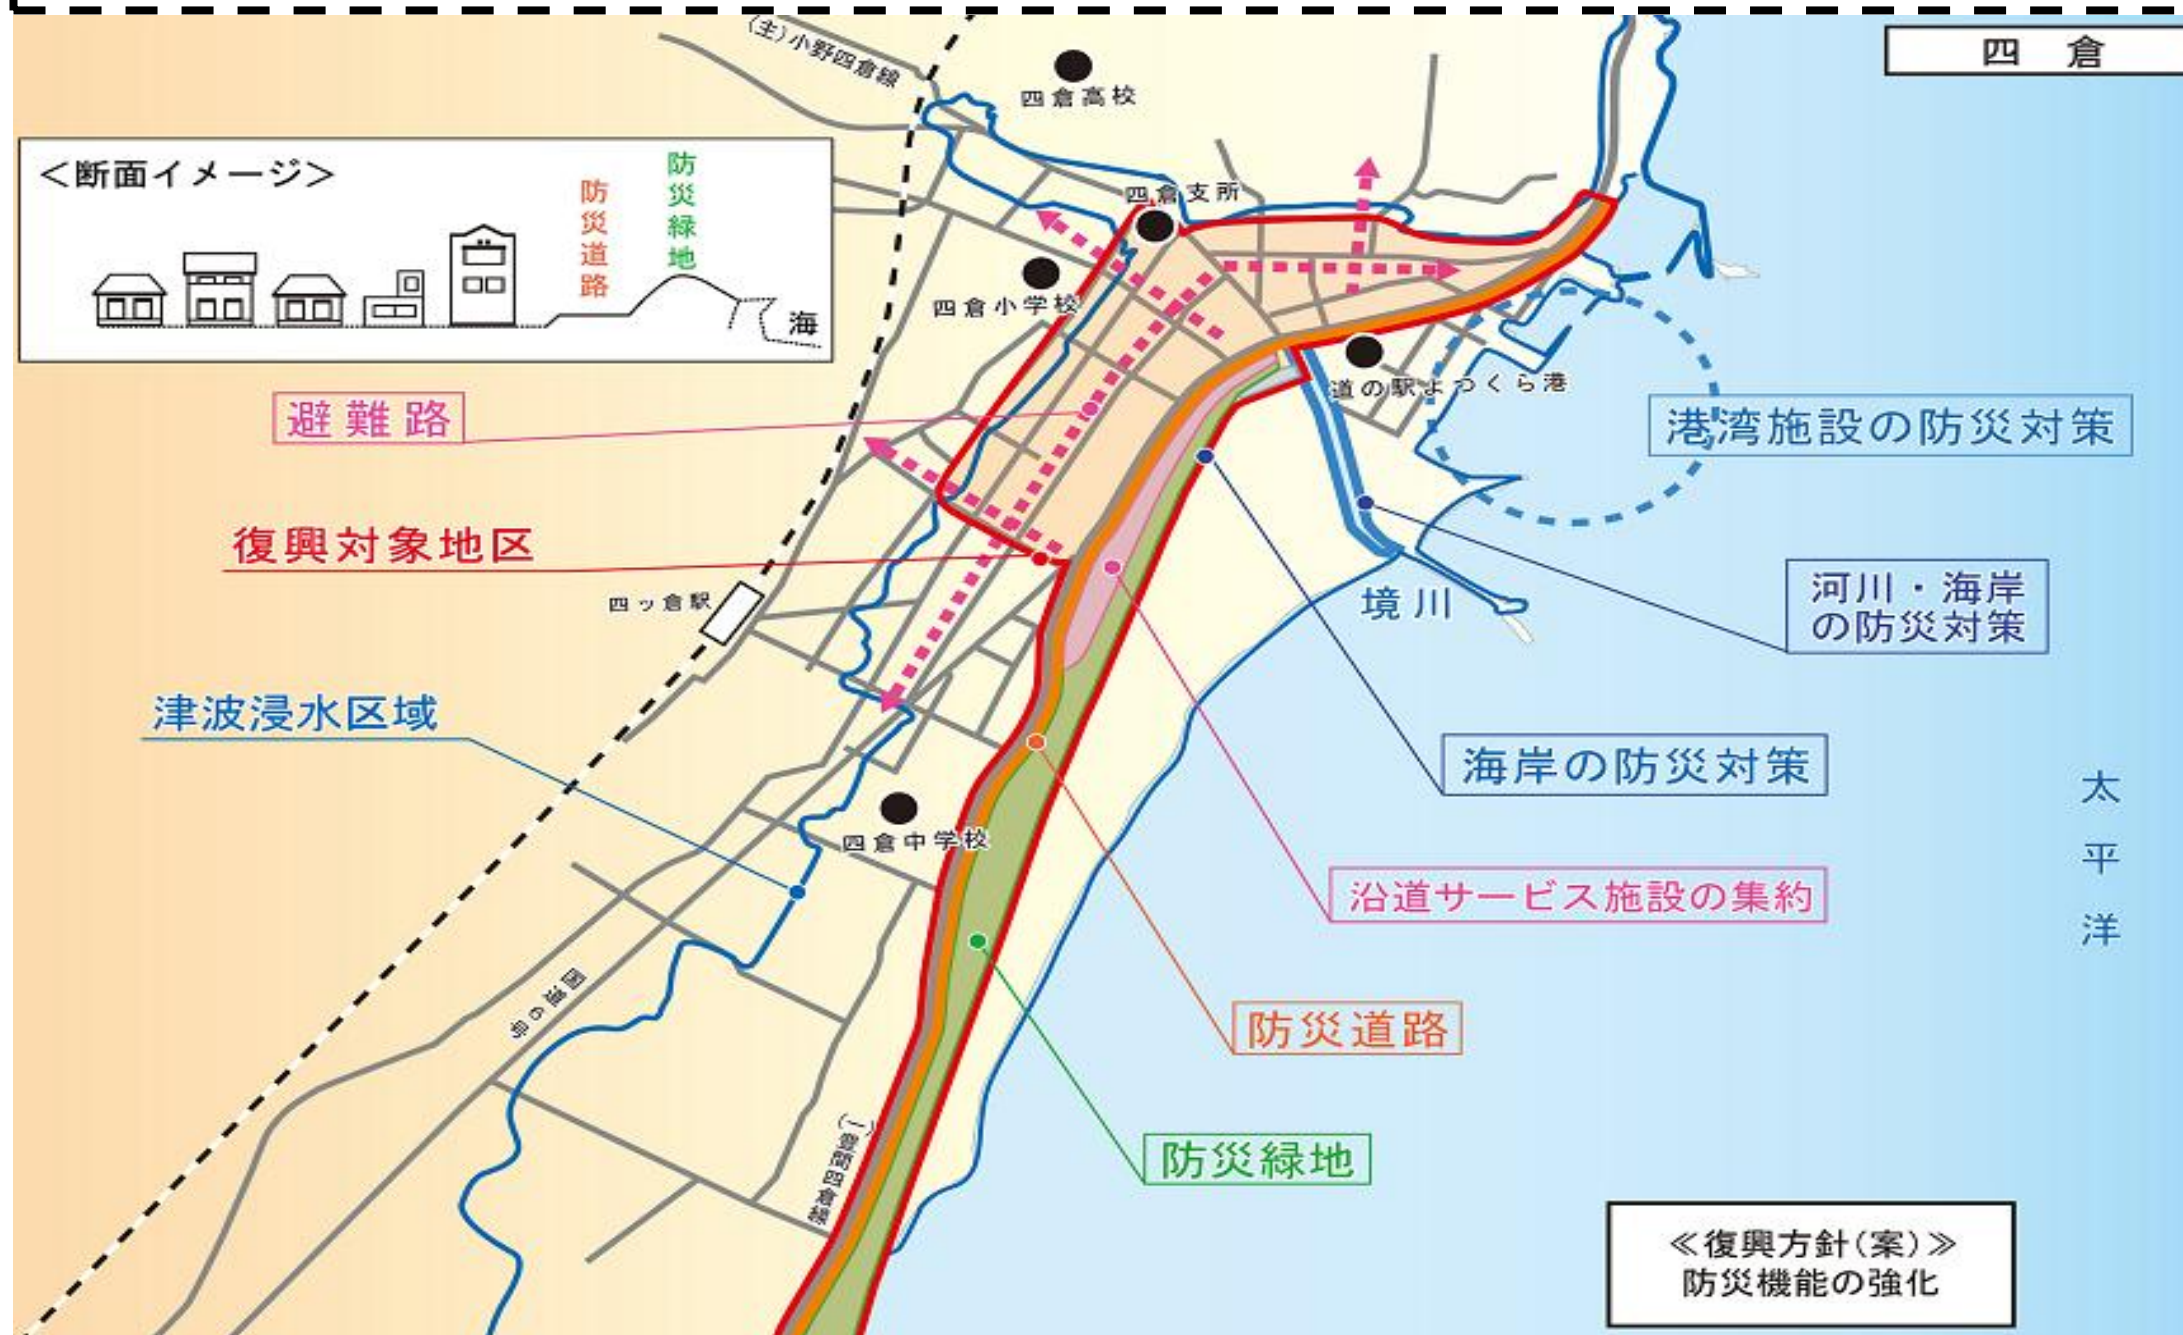 四 倉
(主)小野四倉線
四倉高校
<断面イメージ>
防災道路
防災緑地
海
四倉支所
四倉小学校
道の駅よつくら港
避難路
港湾施設の防災対策
復興対象地区
四ッ倉駅
境川
河川・海岸
の防災対策
津波浸水区域
海岸の防災対策
太平洋
四倉中学校
沿道サービス施設の集約
国道6号
防災道路
(一)豊間四倉線
防災緑地
≪復興方針(案)≫
防災機能の強化